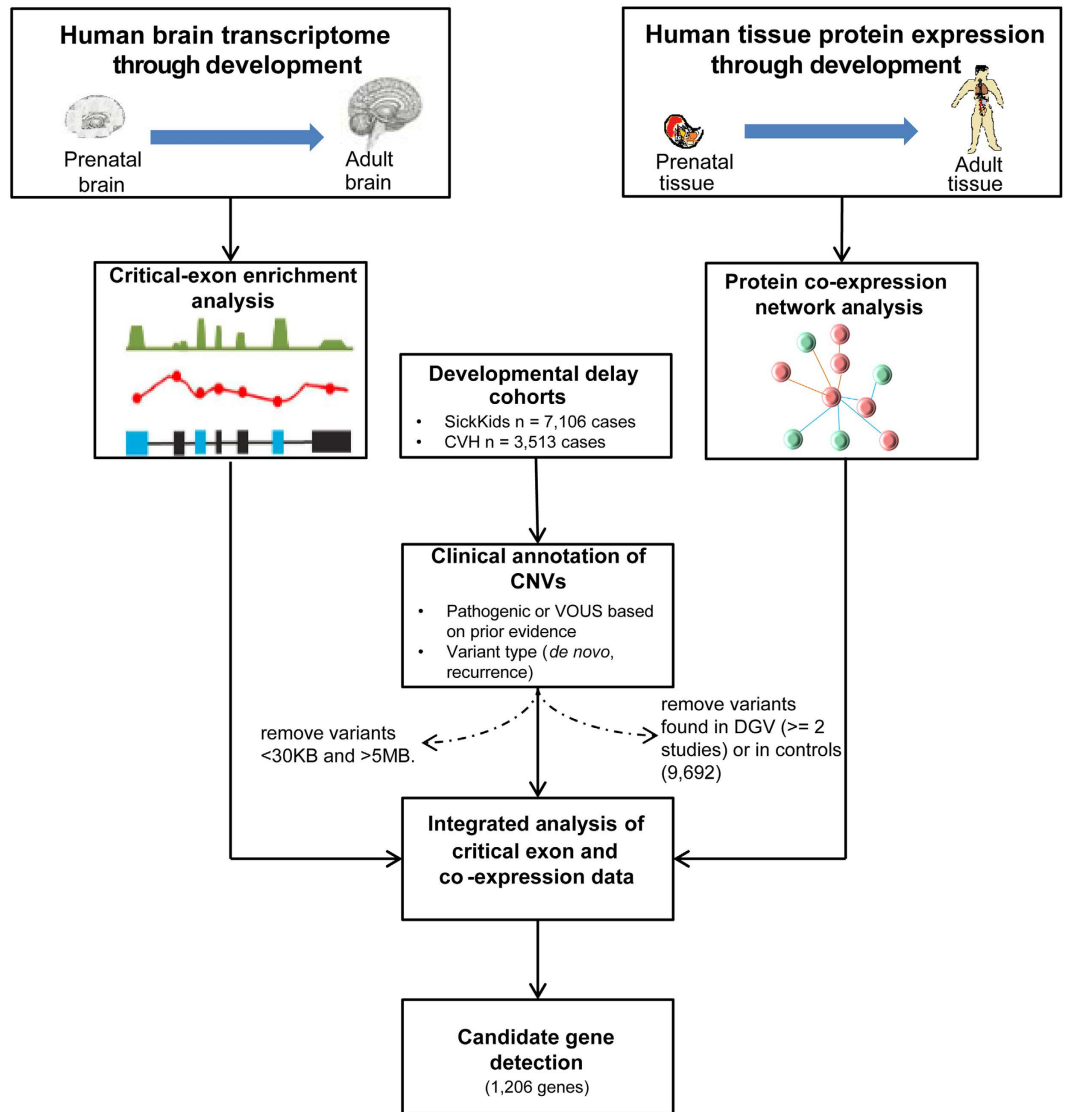 Human brain transcriptome
through development
Prenatal
brain
Adult
brain
Human tissue protein expression
through development
Prenatal
tissue
Adult
tissue
Critical-exon enrichment
analysis
Protein co-expression
network analysis
Developmental delay
cohorts
• SickKids n = 7,106 cases
• CVH n = 3,513 cases
Clinical annotation of
CNVs
• Pathogenic or VOUS based
on prior evidence
• Variant type (de novo,
recurrence)
remove variants
<30KB and >5MB.
remove variants
found in DGV (>= 2
studies) or in controls
(9,692)
Integrated analysis of
critical exon and
co-expression data
Candidate gene
detection
(1,206 genes)